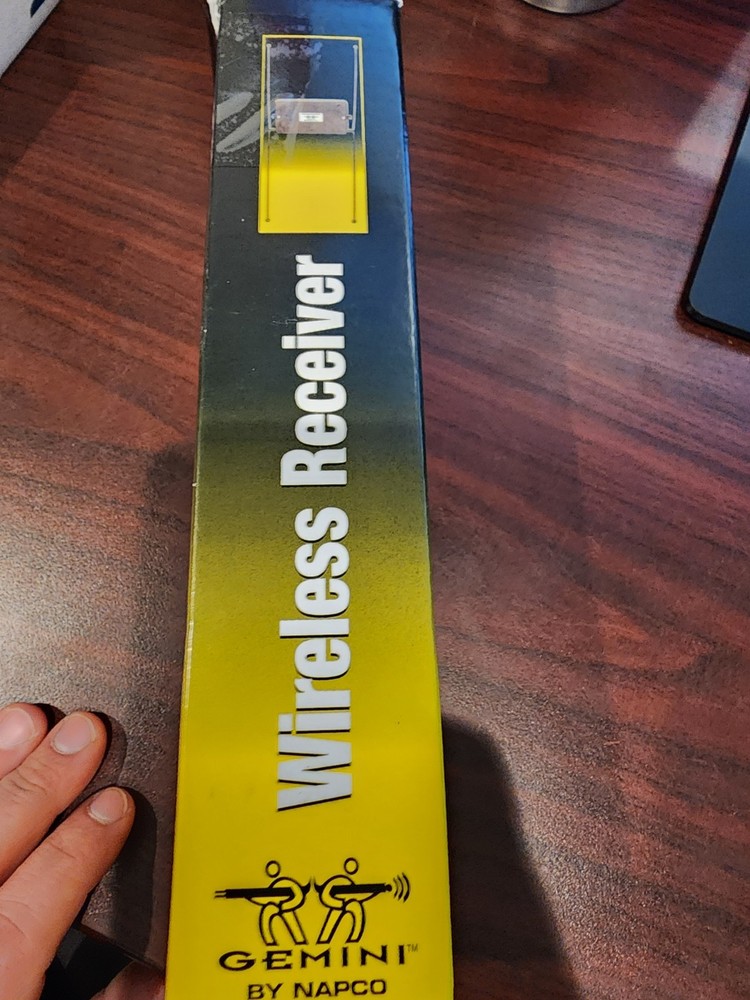 Wireless Receiver
GEMINI™
BY NAPCO